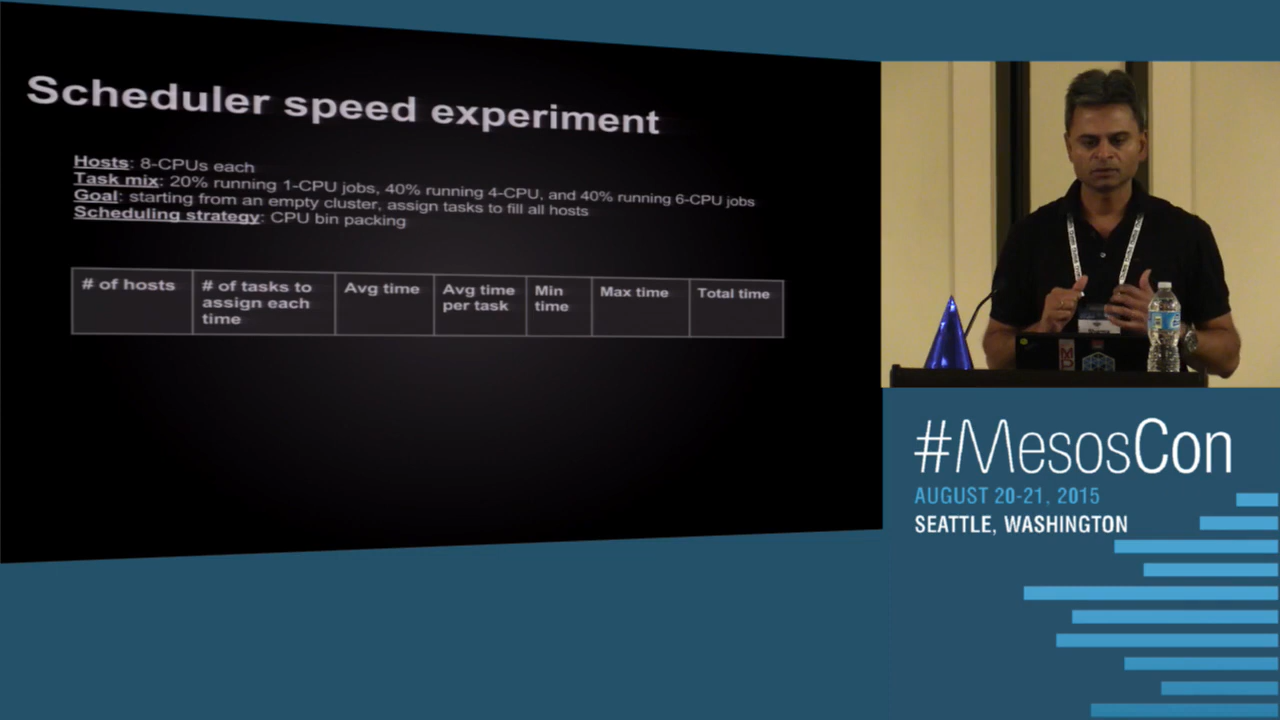 Scheduler speed experiment
Hosts: 8-CPUs each
Task mix: 20% running 1-CPU jobs, 40% running 4-CPU, and 40% running 6-CPU jobs
Goal: starting from an empty cluster, assign tasks to fill all hosts
Scheduling strategy: CPU bin packing
# of hosts
# of tasks to
assign each
time
Avg time
Avg time
per task
Min
time
Max time
Total time
#MesosCon
AUGUST 20-21, 2015
SEATTLE, WASHINGTON